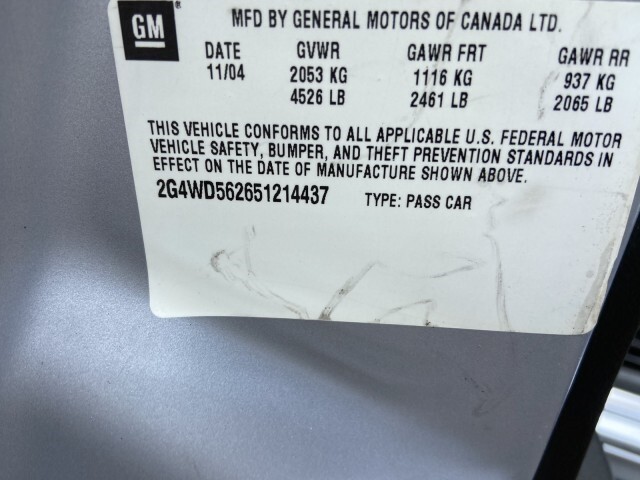 GM
MFD BY GENERAL MOTORS OF CANADA LTD.
DATE GVWR GAWR FRT GAWR RR
11/04 2053 KG 1116 KG 937 KG
4526 LB 2461 LB 2065 LB
THIS VEHICLE CONFORMS TO ALL APPLICABLE U.S. FEDERAL MOTOR
VEHICLE SAFETY, BUMPER, AND THEFT PREVENTION STANDARDS IN
EFFECT ON THE DATE OF MANUFACTURE SHOWN ABOVE.
2G4WD562651214437 TYPE: PASS CAR